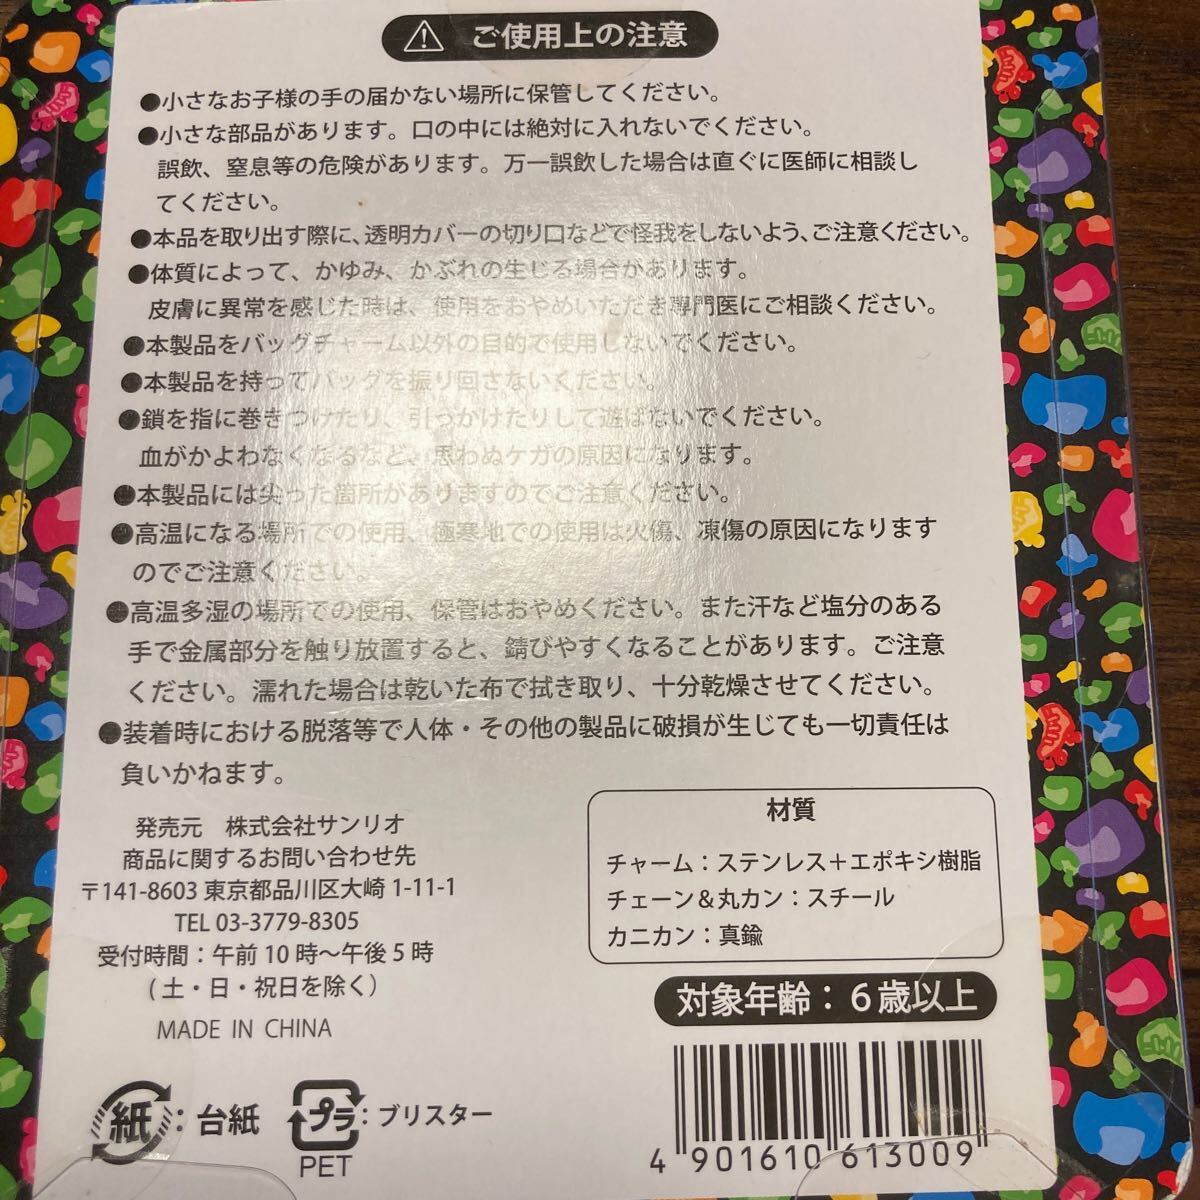 ご使用上の注意
●小さなお子様の手の届かない場所に保管してください。
●小さな部品があります。口の中には絶対に入れないでください。
誤飲、窒息等の危険があります。万一誤飲した場合は直ぐに医師に相談し
てください。
●本品を取り出す際に、透明カバーの切り口などで怪我をしないよう、ご注意ください。
●体質によって、かゆみ、かぶれの生じる場合があります。
皮膚に異常を感じた時は、使用をおやめいただき専門医にご相談ください。
●本製品をバッグチャーム以外の目的で使用しないでください。
●本製品を持ってバッグを振り回さないください。
●鎖を指に巻きつけたり、引っかけたりして遊ばないでください。
血がかよわなくなるなど、思わぬケガの原因になります。
●本製品には尖った箇所がありますのでご注意ください。
●高温になる場所での使用、極寒地での使用は火傷、凍傷の原因になります
のでご注意ください。
●高温多湿の場所での使用、保管はおやめください。また汗など塩分のある
手で金属部分を触り放置すると、錆びやすくなることがあります。ご注意
ください。濡れた場合は乾いた布で拭き取り、十分乾燥させてください。
●装着時における脱落等で人体・その他の製品に破損が生じても一切責任は
負いかねます。
発売元 株式会社サンリオ
商品に関するお問い合わせ先
〒141-8603 東京都品川区大崎 1-11-1
TEL 03-3779-8305
受付時間：午前 10 時～午後 5 時
(土・日・祝日を除く)
MADE IN CHINA
材質
チャーム：ステンレス＋エポキシ樹脂
チェーン＆丸カン：スチール
カニカン：真鍮
対象年齢：6歳以上
紙：台紙
プラ：ブリスター
PET
4 901610 613009